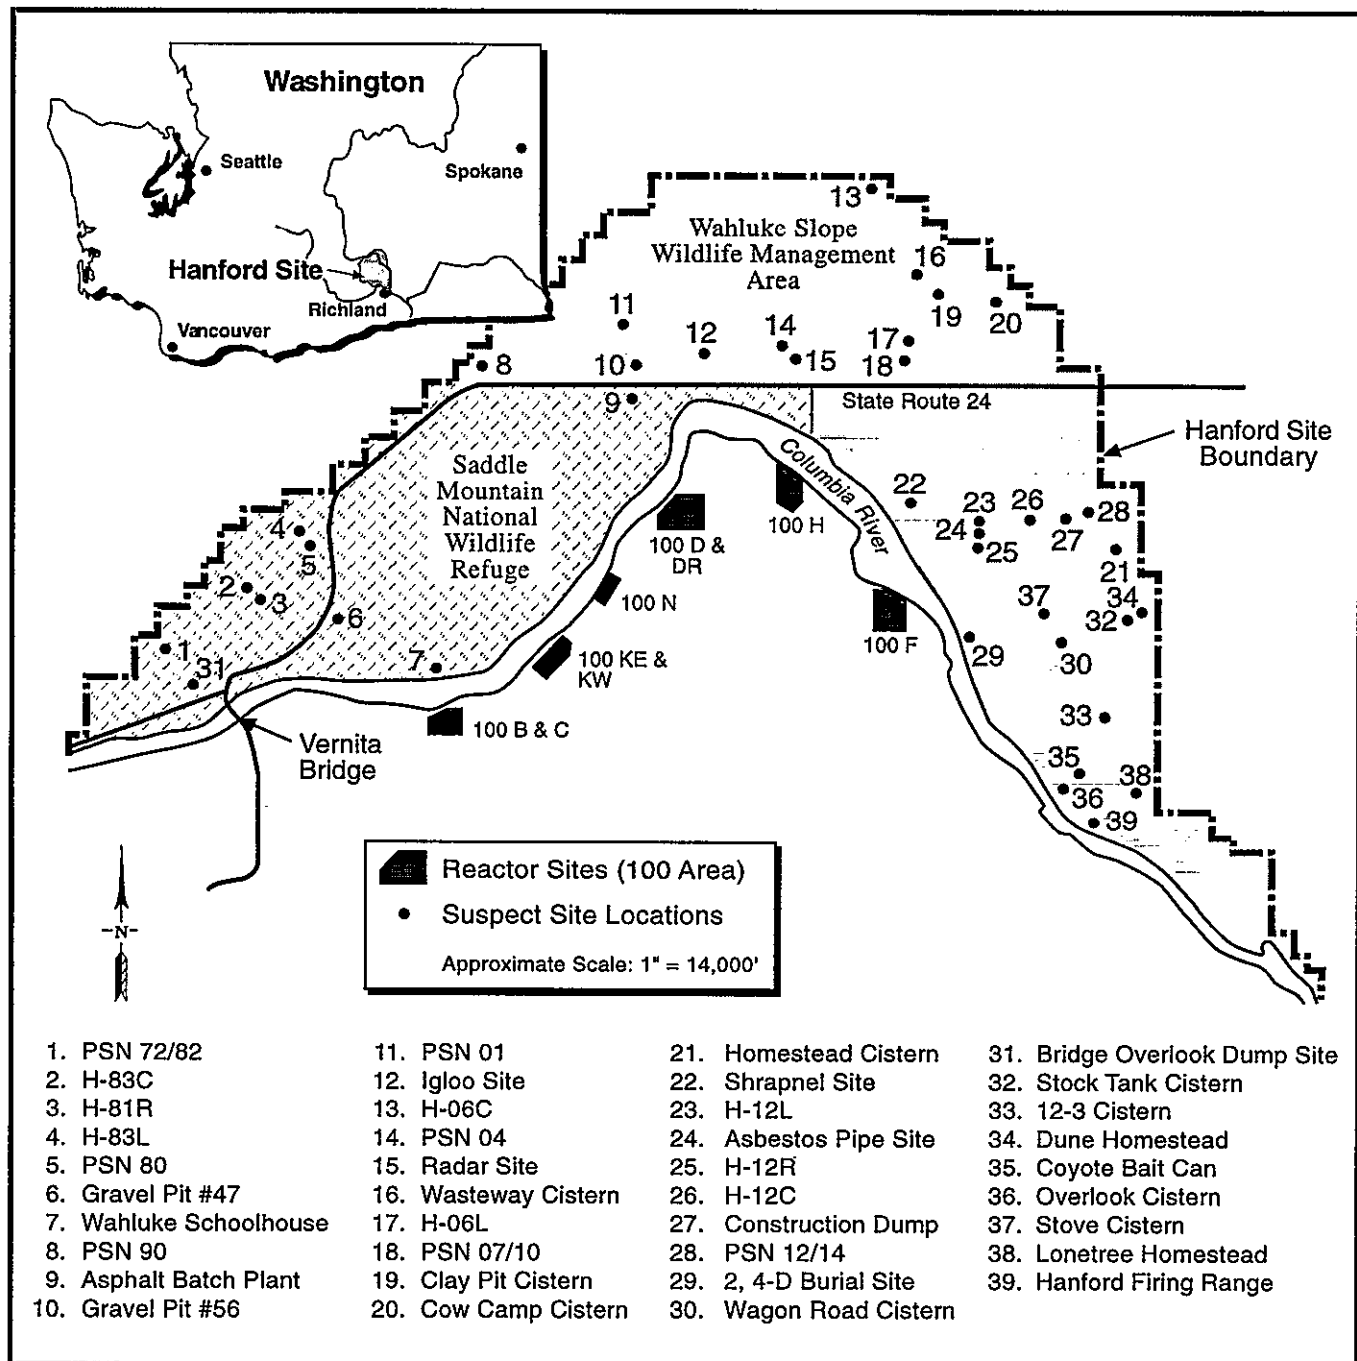 Washington
Seattle
Spokane
Hanford Site
Richland
Vancouver
13
Wahluke Slope
Wildlife Management
Area
16
11
19
20
12
14
17
8
10
15
18
9
State Route 24
Hanford Site
Boundary
Saddle
Mountain
National
Wildlife
Refuge
Columbia River
22
23
26
28
4
100 H
24
27
5
100 D &
DR
25
21
2
3
100 N
37
34
6
32
1
100 F
29
30
31
7
100 KE &
KW
33
100 B & C
Vernita
Bridge
35
38
36
39
Reactor Sites (100 Area)
Suspect Site Locations
Approximate Scale: 1" = 14,000'
-N-
1. PSN 72/82
2. H-83C
3. H-81R
4. H-83L
5. PSN 80
6. Gravel Pit #47
7. Wahluke Schoolhouse
8. PSN 90
9. Asphalt Batch Plant
10. Gravel Pit #56
11. PSN 01
12. Igloo Site
13. H-06C
14. PSN 04
15. Radar Site
16. Wasteway Cistern
17. H-06L
18. PSN 07/10
19. Clay Pit Cistern
20. Cow Camp Cistern
21. Homestead Cistern
22. Shrapnel Site
23. H-12L
24. Asbestos Pipe Site
25. H-12R
26. H-12C
27. Construction Dump
28. PSN 12/14
29. 2, 4-D Burial Site
30. Wagon Road Cistern
31. Bridge Overlook Dump Site
32. Stock Tank Cistern
33. 12-3 Cistern
34. Dune Homestead
35. Coyote Bait Can
36. Overlook Cistern
37. Stove Cistern
38. Lonetree Homestead
39. Hanford Firing Range